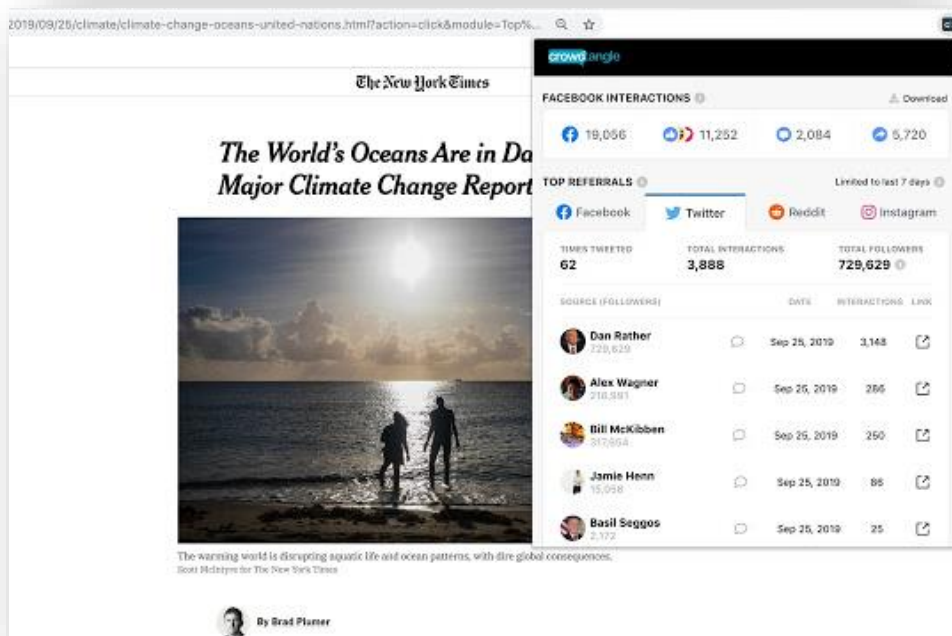 2019/09/25/climate/climate-change-oceans-united-nations.html?action=click&module=Top%...
The New York Times
The World's Oceans Are in Da
Major Climate Change Report
The warming world is disrupting aquatic life and ocean patterns, with dire global consequences.
Scott McIntyre for The New York Times
By Brad Plumer
crowdtangle
FACEBOOK INTERACTIONS Download
19,056 11,252 2,084 5,720
TOP REFERRALS Limited to last 7 days
Facebook Twitter Reddit Instagram
TIMES TWEETED TOTAL INTERACTIONS TOTAL FOLLOWERS
62 3,888 729,629
SOURCE (FOLLOWERS) DATE INTERACTIONS LINK
Dan Rather Sep 25, 2019 3,148
729,629
Alex Wagner Sep 25, 2019 286
Bill McKibben Sep 25, 2019 250
Jamie Henn Sep 25, 2019 86
15,058
Basil Seggos Sep 25, 2019 25
2,172